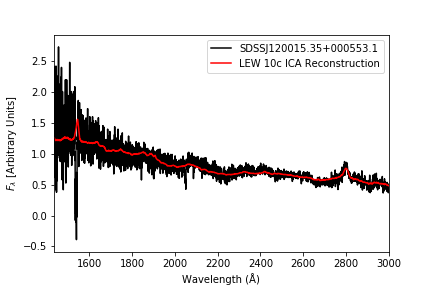 SDSSJ120015.35+000553.1
LEW 10c ICA Reconstruction
2.5
2.0
1.5
1.0
0.5
0.0
−0.5
Fλ [Arbitrary Units]
1600 1800 2000 2200 2400 2600 2800 3000
Wavelength (Å)